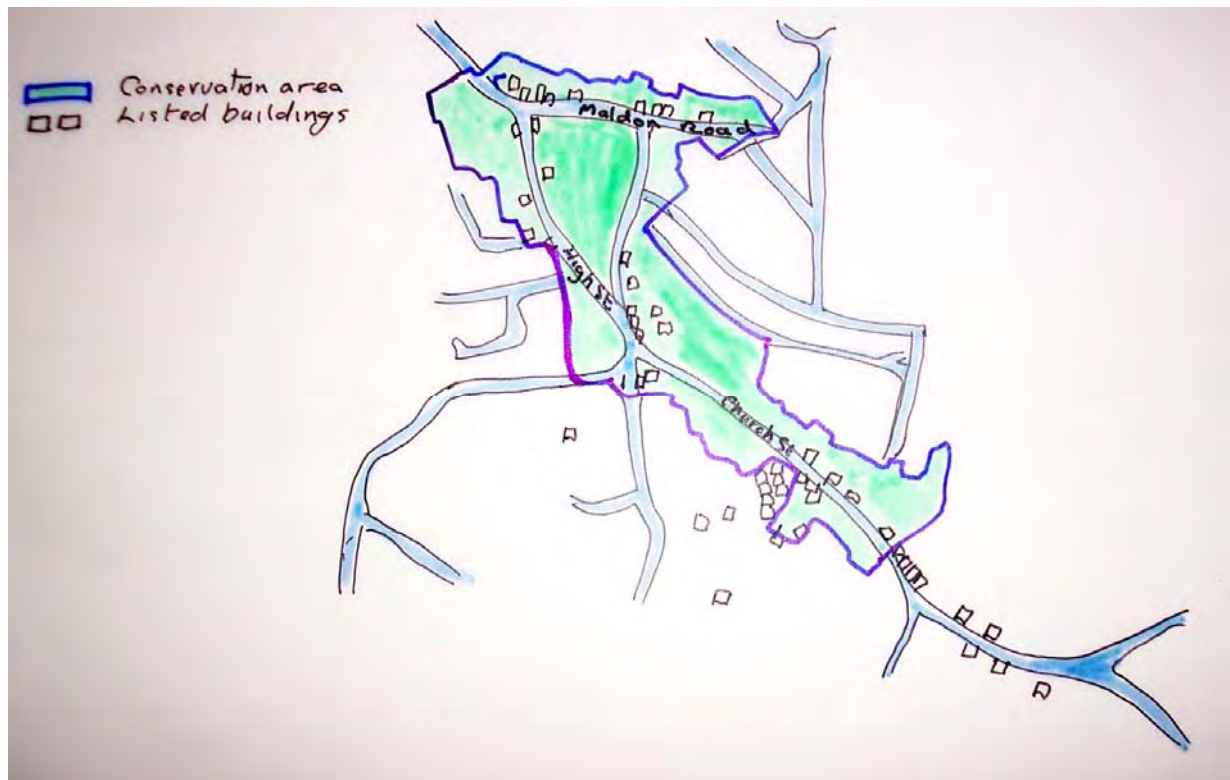 Conservation area
Listed buildings
Maldon Road
High St
Church St